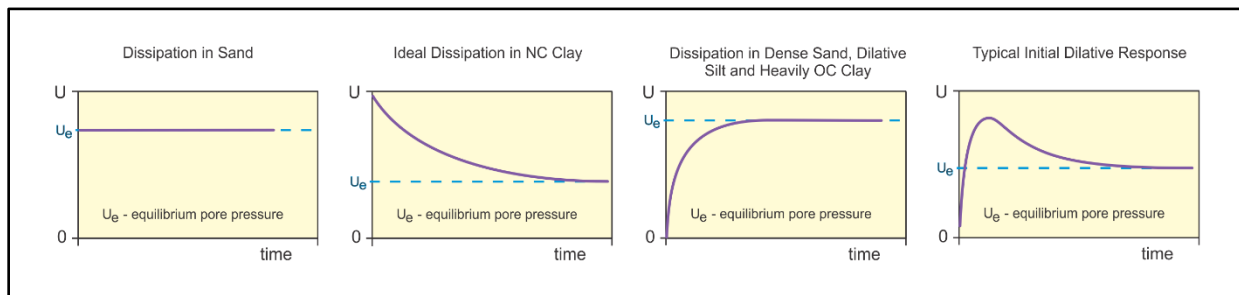 Dissipation in Sand
U
Ue
Ue - equilibrium pore pressure
0
time
Ideal Dissipation in NC Clay
U
Ue
Ue - equilibrium pore pressure
0
time
Dissipation in Dense Sand, Dilative
Silt and Heavily OC Clay
U
Ue
Ue - equilibrium pore pressure
0
time
Typical Initial Dilative Response
U
Ue
Ue - equilibrium pore pressure
0
time